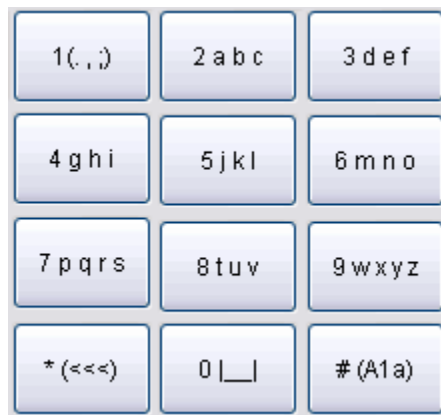 1(. , ;) 2 a b c 3 d e f
4 g h i 5 j k l 6 m n o
7 p q r s 8 t u v 9 w x y z
* (<<<) 0 |__| # (A1a)